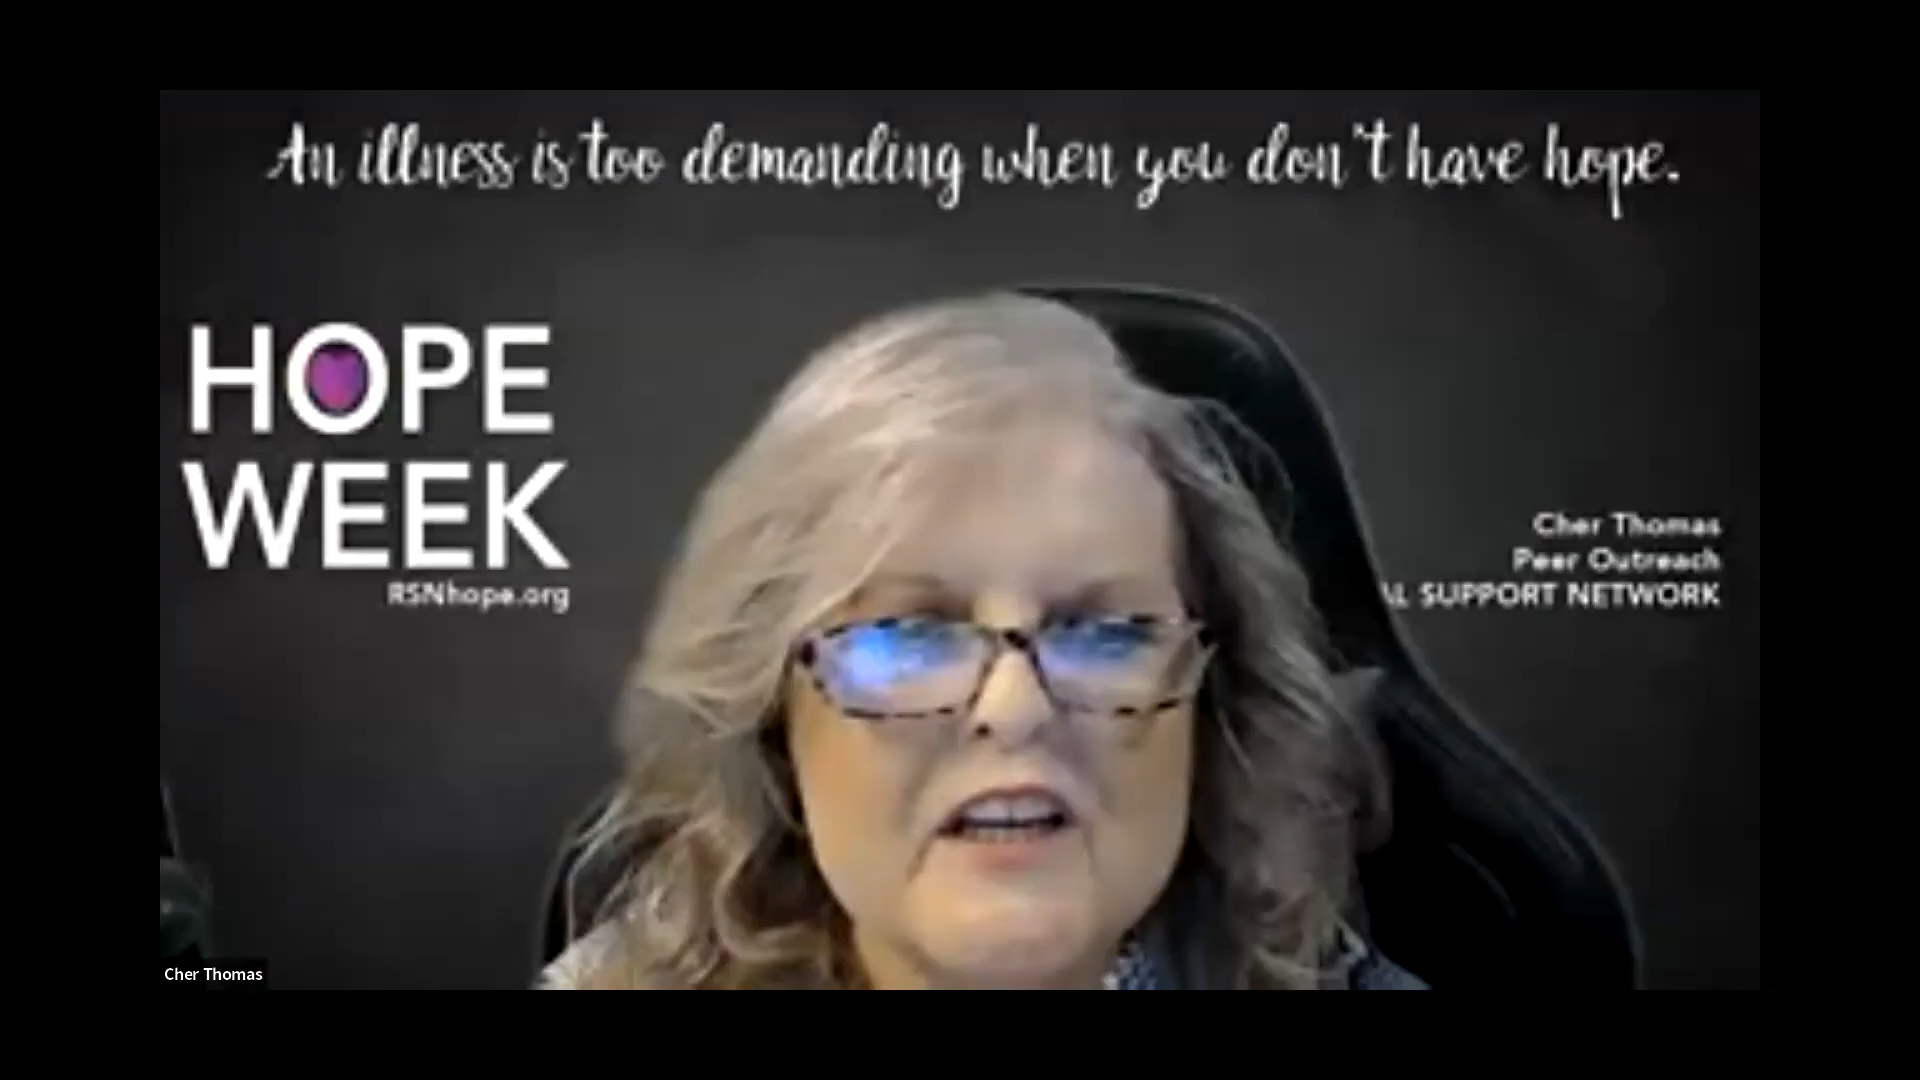 An illness is too demanding when you don't have hope.
HOPE
WEEK
RSNhope.org
Cher Thomas
Peer Outreach
AL SUPPORT NETWORK
Cher Thomas